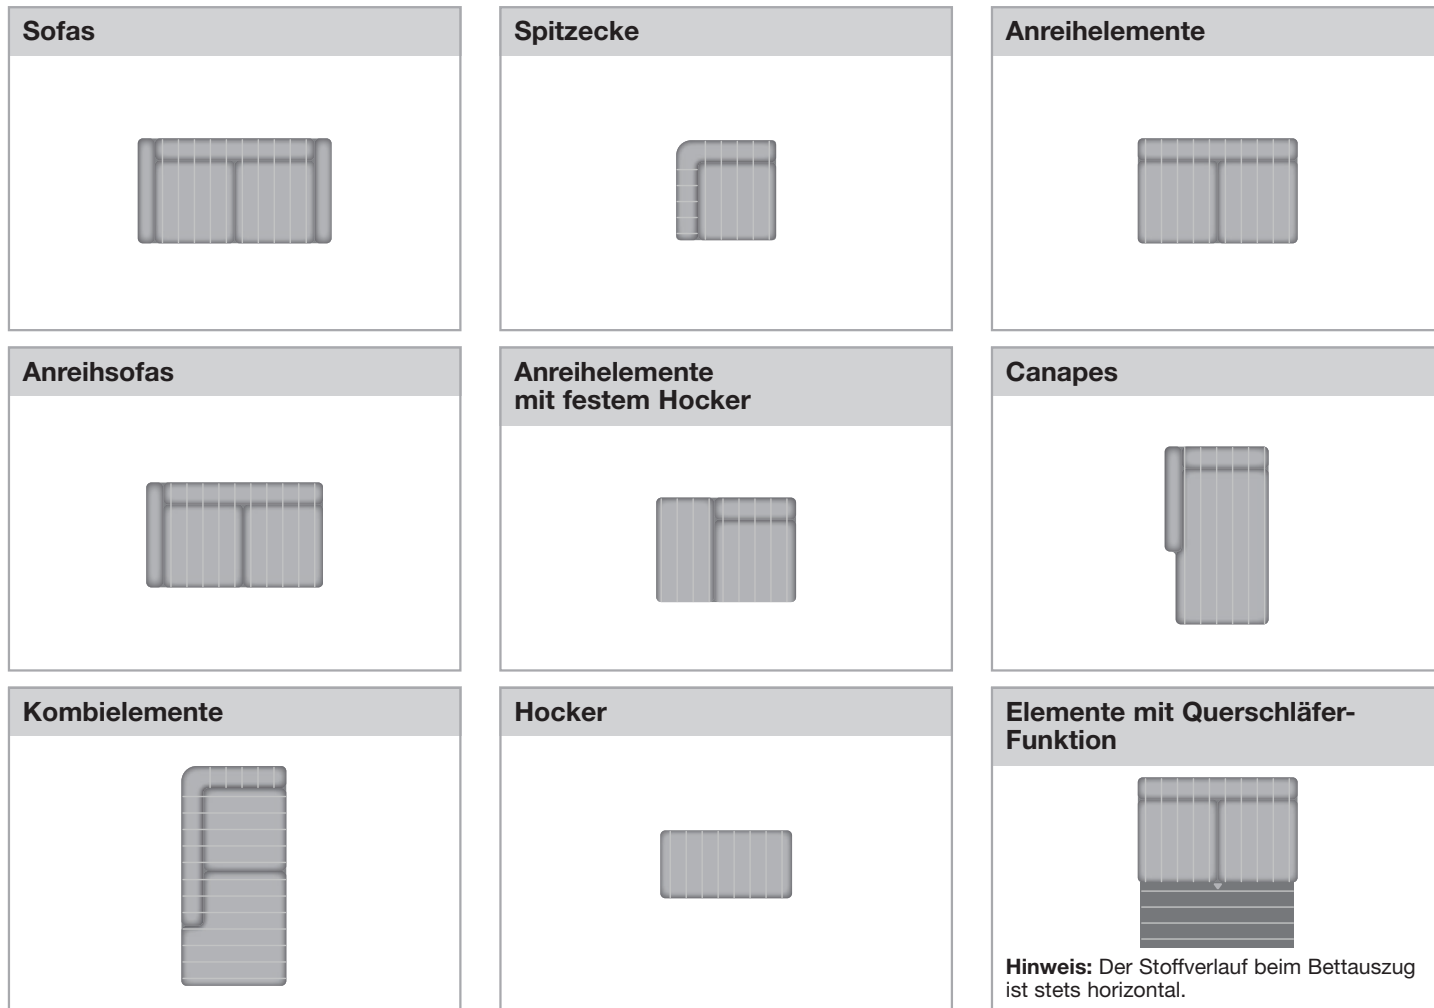 Sofas
Spitzecke
Anreihelemente
Anreihsofas
Anreihelemente
mit festem Hocker
Canapes
Kombielemente
Hocker
Elemente mit Querschläfer-
Funktion
Hinweis: Der Stoffverlauf beim Bettauszug
ist stets horizontal.